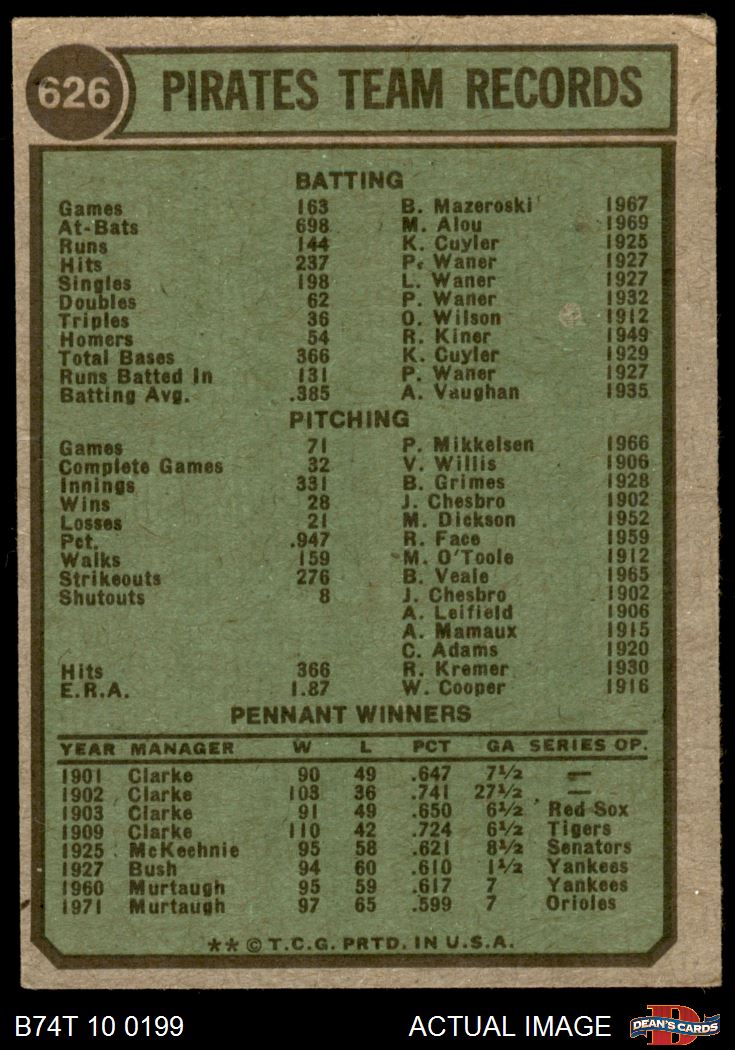 626 PIRATES TEAM RECORDS
BATTING
Games 163 B. Mazeroski 1967
At-Bats 698 M. Alou 1969
Runs 144 K. Cuyler 1925
Hits 237 P. Waner 1927
Singles 198 L. Waner 1927
Doubles 62 P. Waner 1932
Triples 36 O. Wilson 1912
Homers 54 R. Kiner 1949
Total Bases 366 K. Cuyler 1929
Runs Batted In 131 P. Waner 1927
Batting Avg. .385 A. Vaughan 1935
PITCHING
Games 71 P. Mikkelsen 1966
Complete Games 32 V. Willis 1906
Innings 331 B. Grimes 1928
Wins 28 J. Chesbro 1902
Losses 21 M. Dickson 1952
Pct. .947 R. Face 1959
Walks 159 M. O'Toole 1912
Strikeouts 276 B. Veale 1965
Shutouts 8 J. Chesbro 1902
A. Leifield 1906
A. Mamaux 1915
C. Adams 1920
Hits 366 R. Kremer 1930
E.R.A. 1.87 W. Cooper 1916
PENNANT WINNERS
YEAR MANAGER W L PCT GA SERIES OP.
1901 Clarke 90 49 .647 7½ —
1902 Clarke 103 36 .741 27½ —
1903 Clarke 91 49 .650 6½ Red Sox
1909 Clarke 110 42 .724 6½ Tigers
1925 McKechnie 95 58 .621 8½ Senators
1927 Bush 94 60 .610 1½ Yankees
1960 Murtaugh 95 59 .617 7 Yankees
1971 Murtaugh 97 65 .599 7 Orioles
** © T.C.G. PRTD. IN U.S.A.
B74T 10 0199 ACTUAL IMAGE D DEAN'S CARDS